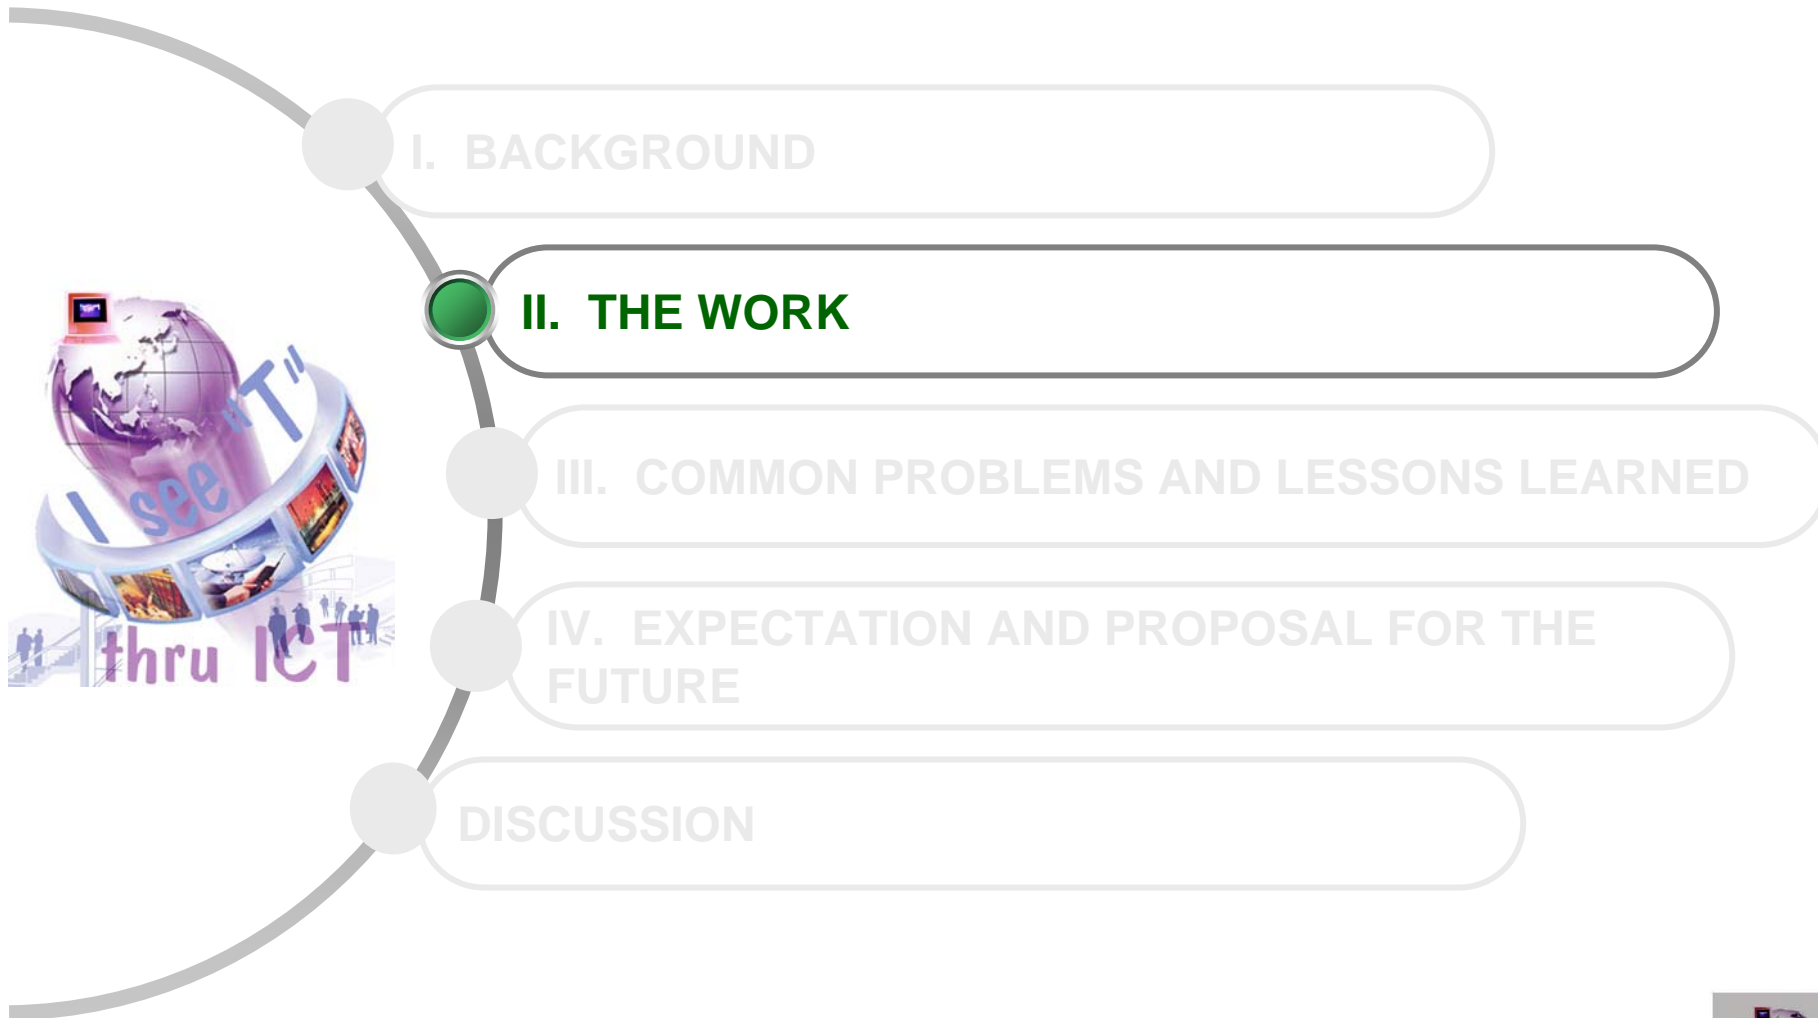 I. BACKGROUND
II. THE WORK
III. COMMON PROBLEMS AND LESSONS LEARNED
IV. EXPECTATION AND PROPOSAL FOR THE
FUTURE
DISCUSSION
I see "T"
thru ICT